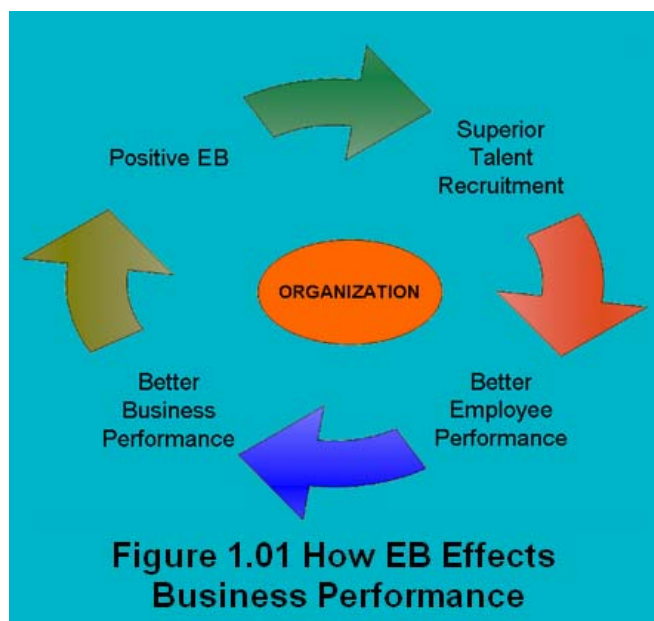 Positive EB
Superior
Talent
Recruitment
ORGANIZATION
Better
Business
Performance
Better
Employee
Performance
Figure 1.01 How EB Effects
Business Performance